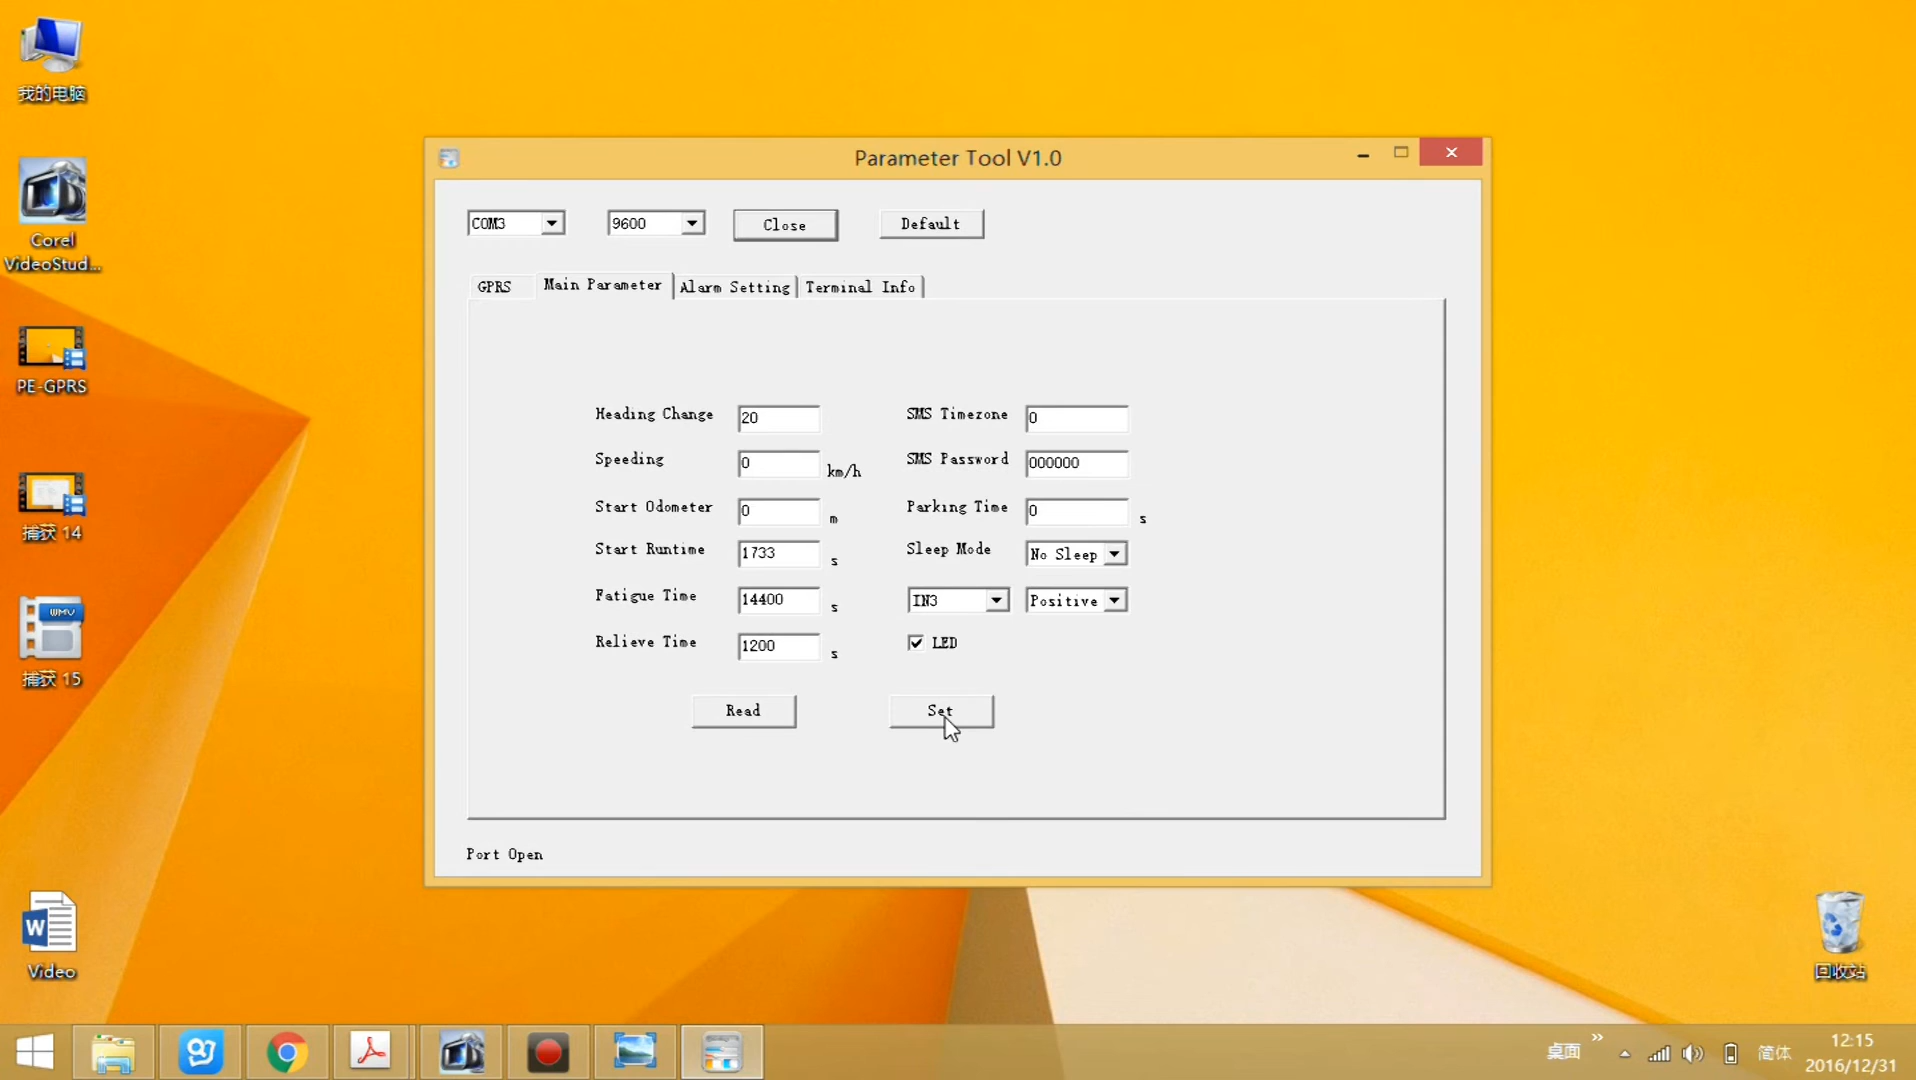 我的电脑
Corel
VideoStud...
PE-GPRS
捕获 14
WMV
捕获 15
W
Video
Parameter Tool V1.0
COM3
9600
Close
Default
GPRS
Main Parameter
Alarm Setting
Terminal Info
Heading Change
20
SMS Timezone
0
Speeding
0
km/h
SMS Password
000000
Start Odometer
0
m
Parking Time
0
s
Start Runtime
1733
s
Sleep Mode
No Sleep
Fatigue Time
14400
s
IN3
Positive
Relieve Time
1200
s
LED
Read
Set
Port Open
回收站
桌面
»
简体
12:15
2016/12/31